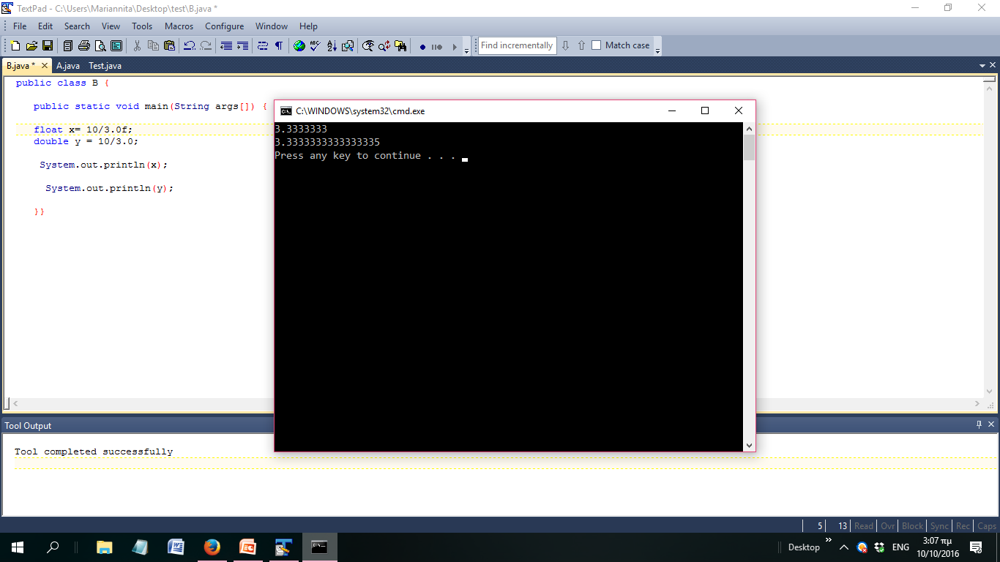 TextPad - C:\Users\Mariannita\Desktop\test\B.java *
File Edit Search View Tools Macros Configure Window Help
Find incrementally Match case
B.java * A.java Test.java
public class B {
public static void main(String args[]) {
float x= 10/3.0f;
double y = 10/3.0;
System.out.println(x);
System.out.println(y);
}}
C:\WINDOWS\system32\cmd.exe
3.3333333
3.3333333333333335
Press any key to continue . . .
Tool Output
Tool completed successfully
5 13 Read Ovr Block Sync Rec Caps
Desktop ENG 3:07 πμ
10/10/2016